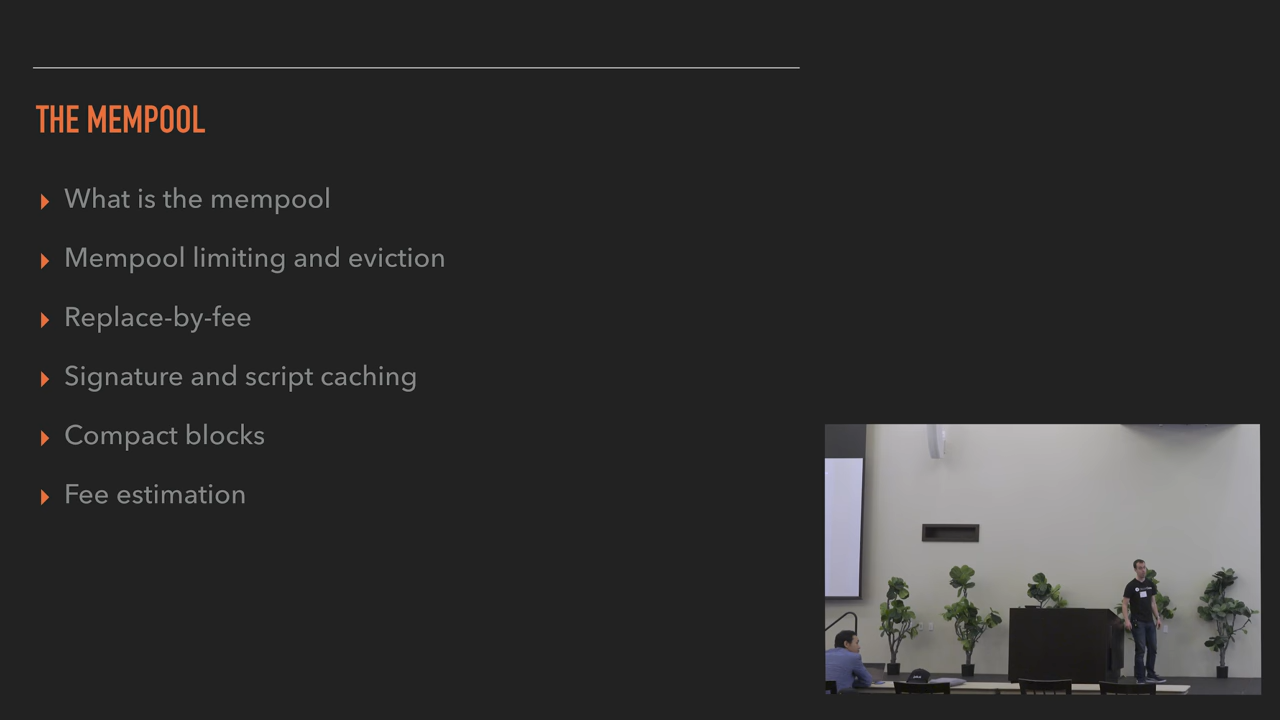 THE MEMPOOL
What is the mempool
Mempool limiting and eviction
Replace-by-fee
Signature and script caching
Compact blocks
Fee estimation